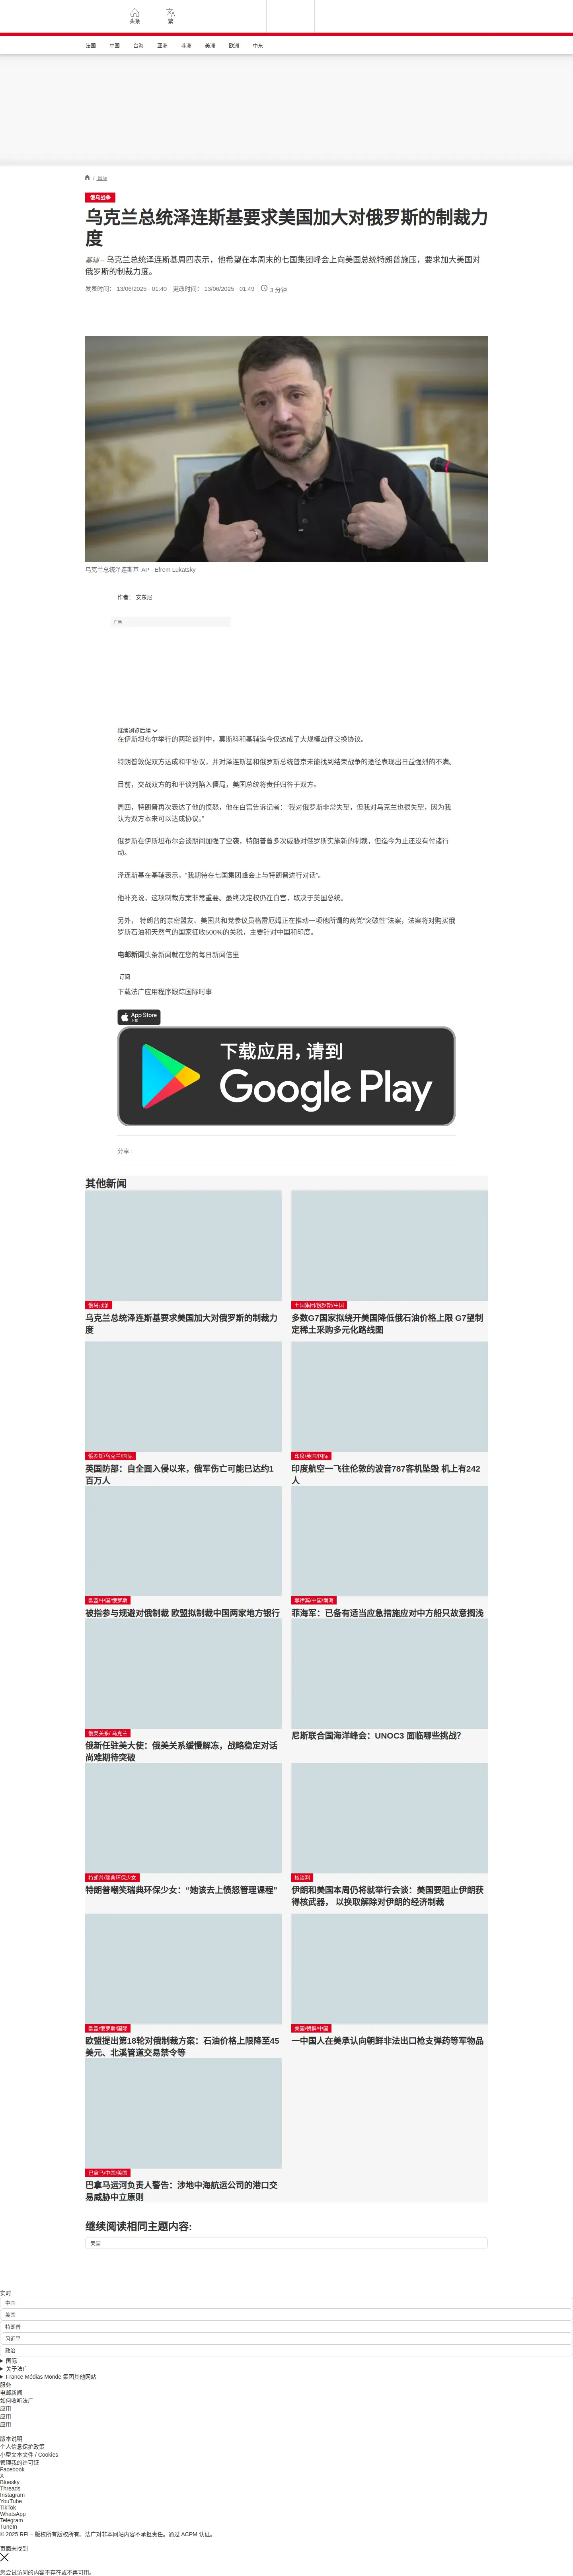 头条
繁
法国
中国
台海
亚洲
非洲
美洲
欧洲
中东
/ 国际
俄乌战争
乌克兰总统泽连斯基要求美国加大对俄罗斯的制裁力
度
基辅 – 乌克兰总统泽连斯基周四表示，他希望在本周末的七国集团峰会上向美国总统特朗普施压，要求加大美国对
俄罗斯的制裁力度。
发表时间： 13/06/2025 - 01:40 更改时间： 13/06/2025 - 01:49 3 分钟
乌克兰总统泽连斯基 AP - Efrem Lukatsky
作者： 安东尼
广告
继续浏览后续
在伊斯坦布尔举行的两轮谈判中，莫斯科和基辅迄今仅达成了大规模战俘交换协议。
特朗普敦促双方达成和平协议，并对泽连斯基和俄罗斯总统普京未能找到结束战争的途径表现出日益强烈的不满。
目前，交战双方的和平谈判陷入僵局，美国总统将责任归咎于双方。
周四，特朗普再次表达了他的愤怒，他在白宫告诉记者：“我对俄罗斯非常失望，但我对乌克兰也很失望，因为我
认为双方本来可以达成协议。”
俄罗斯在伊斯坦布尔会谈期间加强了空袭，特朗普曾多次威胁对俄罗斯实施新的制裁，但迄今为止还没有付诸行
动。
泽连斯基在基辅表示，“我期待在七国集团峰会上与特朗普进行对话”。
他补充说，这项制裁方案非常重要。最终决定权仍在白宫，取决于美国总统。
另外， 特朗普的亲密盟友、美国共和党参议员格雷厄姆正在推动一项他所谓的两党“突破性”法案，法案将对购买俄
罗斯石油和天然气的国家征收500%的关税，主要针对中国和印度。
电邮新闻头条新闻就在您的每日新闻信里
订阅
下载法广应用程序跟踪国际时事
App Store
下载
下载应用，请到
Google Play
分享 :
其他新闻
俄乌战争
乌克兰总统泽连斯基要求美国加大对俄罗斯的制裁力
度
七国集团/俄罗斯/中国
多数G7国家拟绕开美国降低俄石油价格上限 G7望制
定稀土采购多元化路线图
俄罗斯/乌克兰/国际
英国防部：自全面入侵以来，俄军伤亡可能已达约1
百万人
印度/英国/国际
印度航空一飞往伦敦的波音787客机坠毁 机上有242
人
欧盟/中国/俄罗斯
被指参与规避对俄制裁 欧盟拟制裁中国两家地方银行
菲律宾/中国/南海
菲海军：已备有适当应急措施应对中方船只故意搁浅
俄美关系/ 乌克兰
俄新任驻美大使：俄美关系缓慢解冻，战略稳定对话
尚难期待突破
尼斯联合国海洋峰会：UNOC3 面临哪些挑战?
特朗普/瑞典环保少女
特朗普嘲笑瑞典环保少女：“她该去上愤怒管理课程”
核谈判
伊朗和美国本周仍将就举行会谈：美国要阻止伊朗获
得核武器， 以换取解除对伊朗的经济制裁
欧盟/俄罗斯/国际
欧盟提出第18轮对俄制裁方案：石油价格上限降至45
美元、北溪管道交易禁令等
美国/朝鲜/中国
一中国人在美承认向朝鲜非法出口枪支弹药等军物品
巴拿马/中国/美国
巴拿马运河负责人警告：涉地中海航运公司的港口交
易威胁中立原则
继续阅读相同主题内容:
美国
实时
中国
美国
特朗普
习近平
政治
国际
关于法广
France Médias Monde 集团其他网站
服务
电邮新闻
如何收听法广
应用
应用
应用
版本说明
个人信息保护政策
小型文本文件 / Cookies
管理我的许可证
Facebook
X
Bluesky
Threads
Instagram
YouTube
TikTok
WhatsApp
Telegram
TuneIn
© 2025 RFI – 版权所有版权所有。法广对非本网站内容不承担责任。通过 ACPM 认证。
页面未找到
您尝试访问的内容不存在或不再可用。